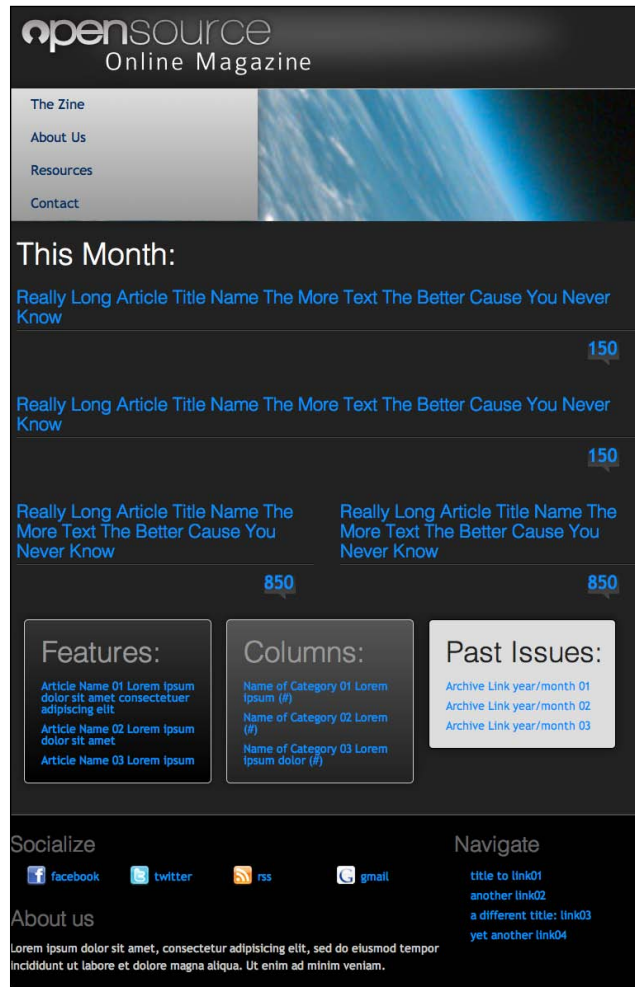 opensource
Online Magazine
The Zine
About Us
Resources
Contact
This Month:
Really Long Article Title Name The More Text The Better Cause You Never
Know
150
Really Long Article Title Name The More Text The Better Cause You Never
Know
150
Really Long Article Title Name The
More Text The Better Cause You
Never Know
850
Really Long Article Title Name The
More Text The Better Cause You
Never Know
850
Features:
Article Name 01 Lorem ipsum
dolor sit amet consectetuer
adipiscing elit
Article Name 02 Lorem ipsum
dolor sit amet
Article Name 03 Lorem ipsum
Columns:
Name of Category 01 Lorem
ipsum (#)
Name of Category 02 Lorem
(#)
Name of Category 03 Lorem
ipsum dolor (#)
Past Issues:
Archive Link year/month 01
Archive Link year/month 02
Archive Link year/month 03
Socialize
facebook
twitter
rss
gmail
About us
Lorem ipsum dolor sit amet, consectetur adipisicing elit, sed do eiusmod tempor
incididunt ut labore et dolore magna aliqua. Ut enim ad minim veniam.
Navigate
title to link01
another link02
a different title: link03
yet another link04